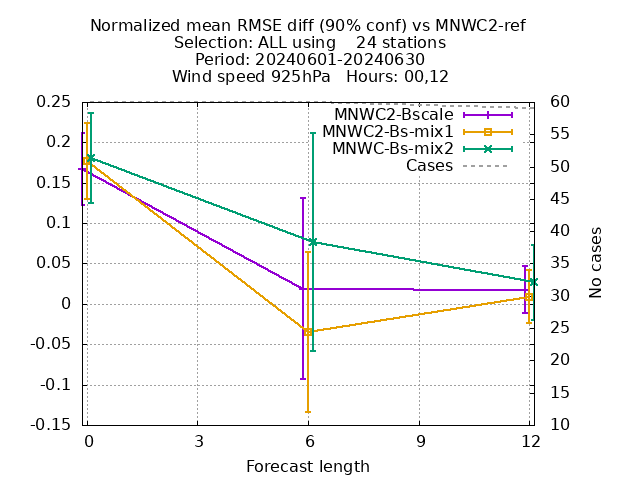 Normalized mean RMSE diff (90% conf) vs MNWC2-ref
Selection: ALL using    24 stations
Period: 20240601-20240630
Wind speed 925hPa   Hours: 00,12
MNWC2-Bscale
MNWC2-Bs-mix1
MNWC-Bs-mix2
Cases
0.25
0.2
0.15
0.1
0.05
0
-0.05
-0.1
-0.15
60
55
50
45
40
35
30
25
20
15
10
No cases
0 3 6 9 12
Forecast length